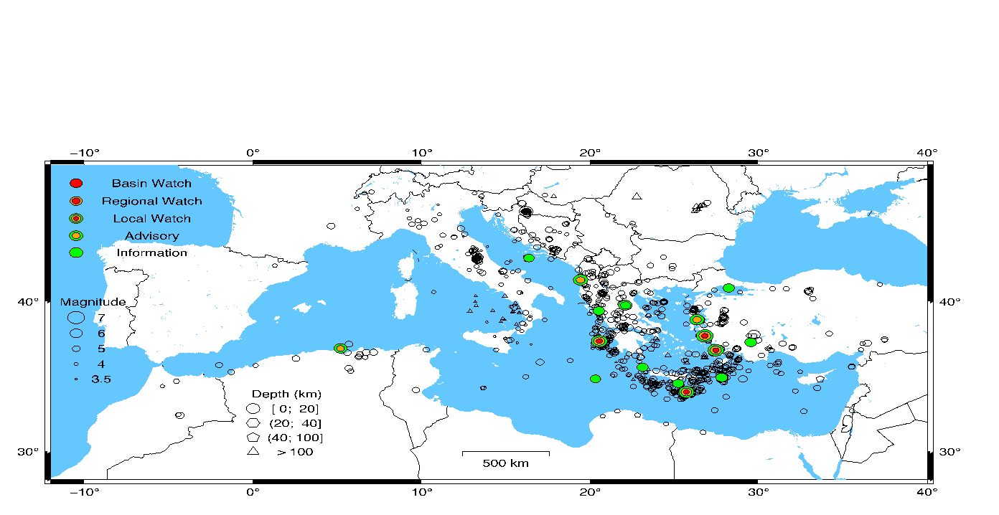 −10° 0° 10° 20° 30° 40°
Basin Watch
Regional Watch
Local Watch
Advisory
Information
40° 40°
Magnitude
7
6
5
4
3.5
Depth (km)
[ 0; 20]
(20; 40]
(40; 100]
> 100
30° 30°
500 km
−10° 0° 10° 20° 30° 40°